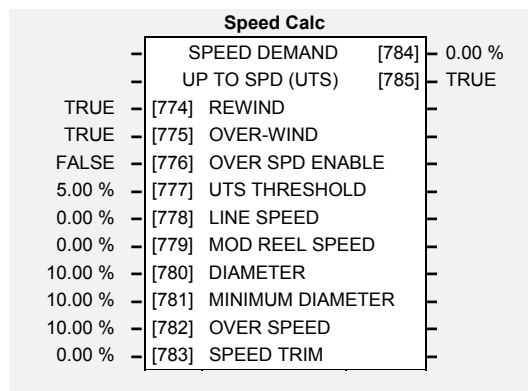 Speed Calc
SPEED DEMAND [784] 0.00 %
UP TO SPD (UTS) [785] TRUE
TRUE [774] REWIND
TRUE [775] OVER-WIND
FALSE [776] OVER SPD ENABLE
5.00 % [777] UTS THRESHOLD
0.00 % [778] LINE SPEED
0.00 % [779] MOD REEL SPEED
10.00 % [780] DIAMETER
10.00 % [781] MINIMUM DIAMETER
10.00 % [782] OVER SPEED
0.00 % [783] SPEED TRIM